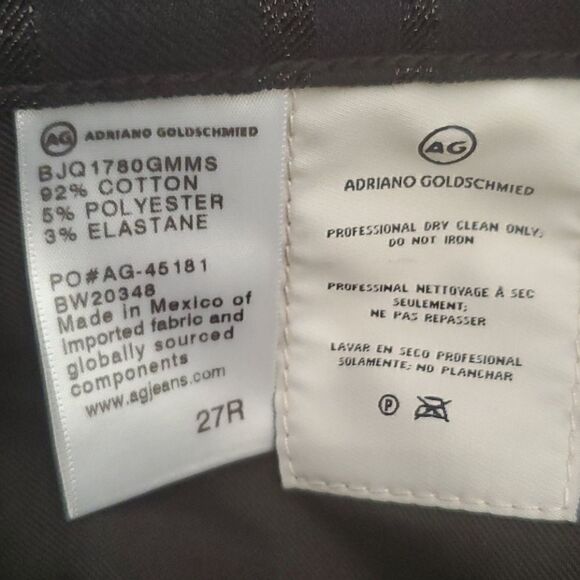 AG ADRIANO GOLDSCHMIED
BJQ1780GMMS
92% COTTON
5% POLYESTER
3% ELASTANE
PO#AG-45181
BW20348
Made in Mexico of
Imported fabric and
globally sourced
components
www.agjeans.com
27R
AG
ADRIANO GOLDSCHMIED
PROFESSIONAL DRY CLEAN ONLY;
DO NOT IRON
PROFESSINAL NETTOYAGE À SEC
SEULEMENT;
NE PAS REPASSER
LAVAR EN SECO PROFESIONAL
SOLAMENTE; NO PLANCHAR
P